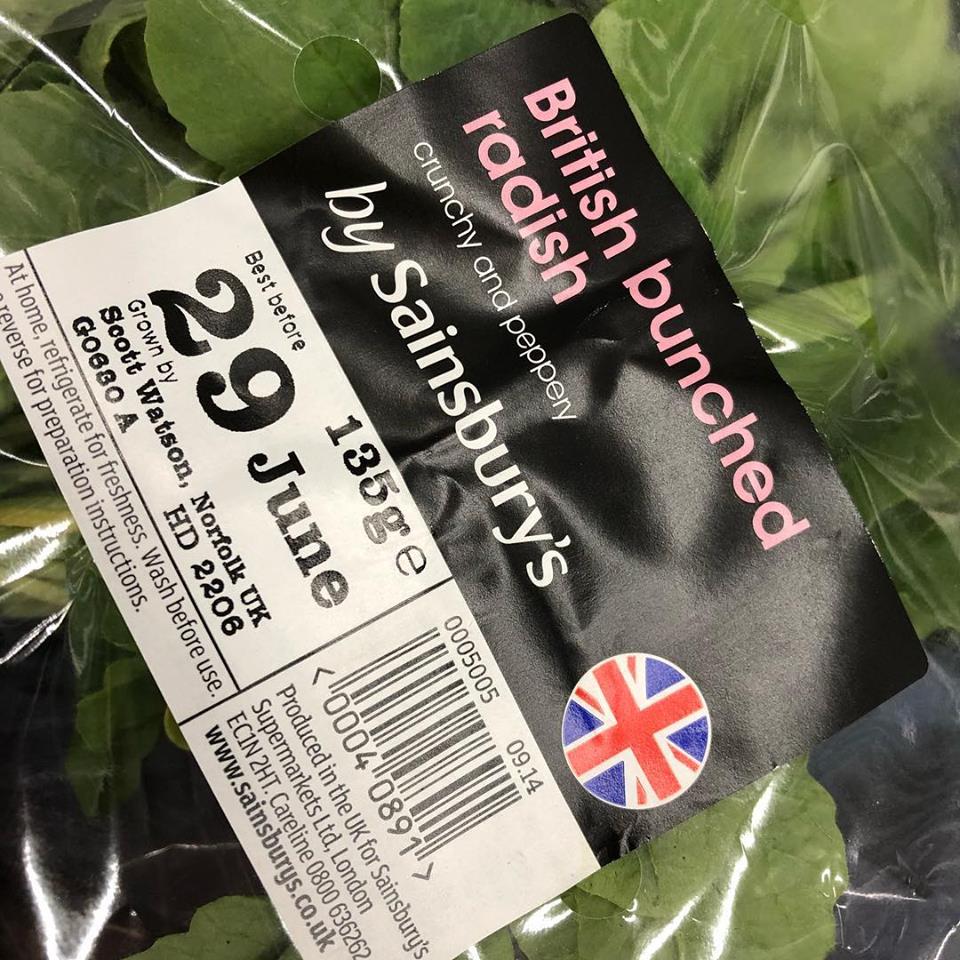 British bunched
radish
crunchy and peppery
by Sainsbury's
Best before
135g e
29 June
Grown by
Scott Watson, Norfolk UK
G0680 A HD 2206
At home, refrigerate for freshness. Wash before use.
reverse for preparation instructions.
0005005 09.14
<0004 0891>
Produced in the UK for Sainsbury's
Supermarkets Ltd, London
EC1N 2HT. Careline 0800 636262
www.sainsburys.co.uk